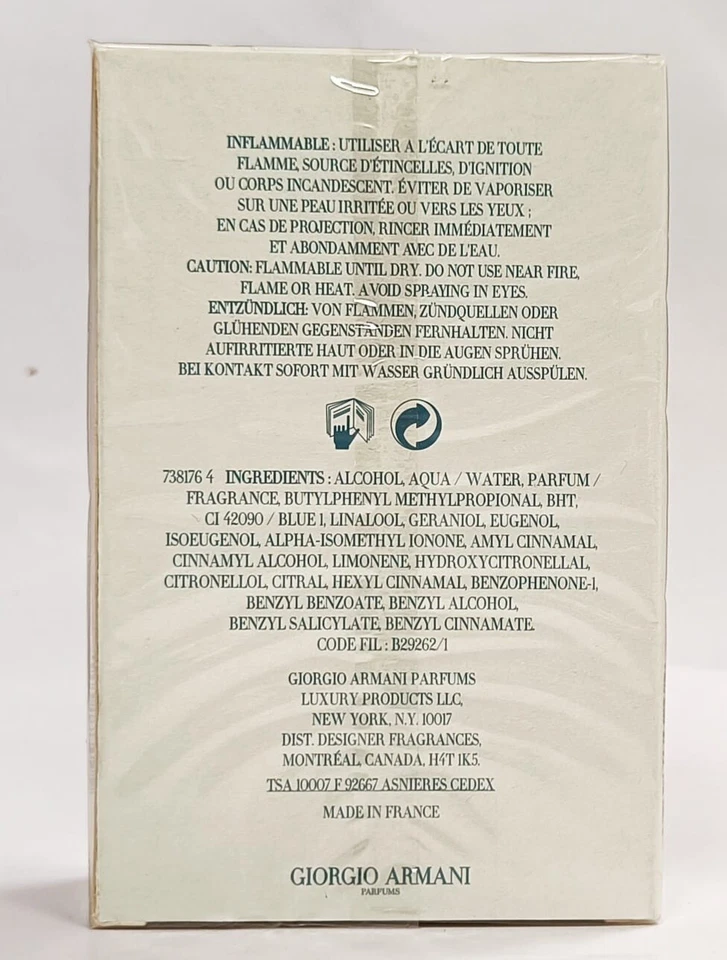 INFLAMMABLE : UTILISER A L'ÉCART DE TOUTE
FLAMME, SOURCE D'ÉTINCELLES, D'IGNITION
OU CORPS INCANDESCENT. ÉVITER DE VAPORISER
SUR UNE PEAU IRRITÉE OU VERS LES YEUX ;
EN CAS DE PROJECTION, RINCER IMMÉDIATEMENT
ET ABONDAMMENT AVEC DE L'EAU.
CAUTION: FLAMMABLE UNTIL DRY. DO NOT USE NEAR FIRE,
FLAME OR HEAT. AVOID SPRAYING IN EYES.
ENTZÜNDLICH: VON FLAMMEN, ZÜNDQUELLEN ODER
GLÜHENDEN GEGENSTÄNDEN FERNHALTEN. NICHT
AUF IRRITIERTE HAUT ODER IN DIE AUGEN SPRÜHEN.
BEI KONTAKT SOFORT MIT WASSER GRÜNDLICH AUSSPÜLEN.
738176 4 INGREDIENTS : ALCOHOL, AQUA / WATER, PARFUM /
FRAGRANCE, BUTYLPHENYL METHYLPROPIONAL, BHT,
CI 42090 / BLUE 1, LINALOOL, GERANIOL, EUGENOL,
ISOEUGENOL, ALPHA-ISOMETHYL IONONE, AMYL CINNAMAL,
CINNAMYL ALCOHOL, LIMONENE, HYDROXYCITRONELLAL,
CITRONELLOL, CITRAL, HEXYL CINNAMAL, BENZOPHENONE-1,
BENZYL BENZOATE, BENZYL ALCOHOL,
BENZYL SALICYLATE, BENZYL CINNAMATE.
CODE FIL : B29262/1
GIORGIO ARMANI PARFUMS
LUXURY PRODUCTS LLC,
NEW YORK, N.Y. 10017
DIST. DESIGNER FRAGRANCES,
MONTRÉAL, CANADA, H4T 1K5.
TSA 10007 F 92667 ASNIERES CEDEX
MADE IN FRANCE
GIORGIO ARMANI
PARFUMS